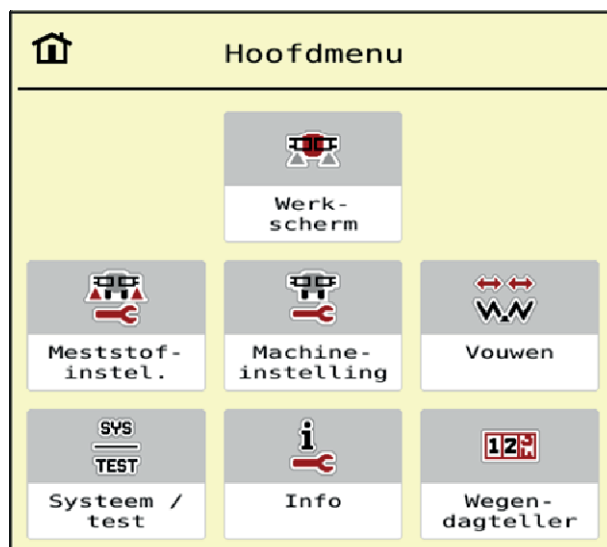 Hoofdmenu
Werk-
scherm
Meststof-
instel.
Machine-
instelling
Vouwen
SYS
TEST
Systeem /
test
i
Info
12
Wegen-
dagteller